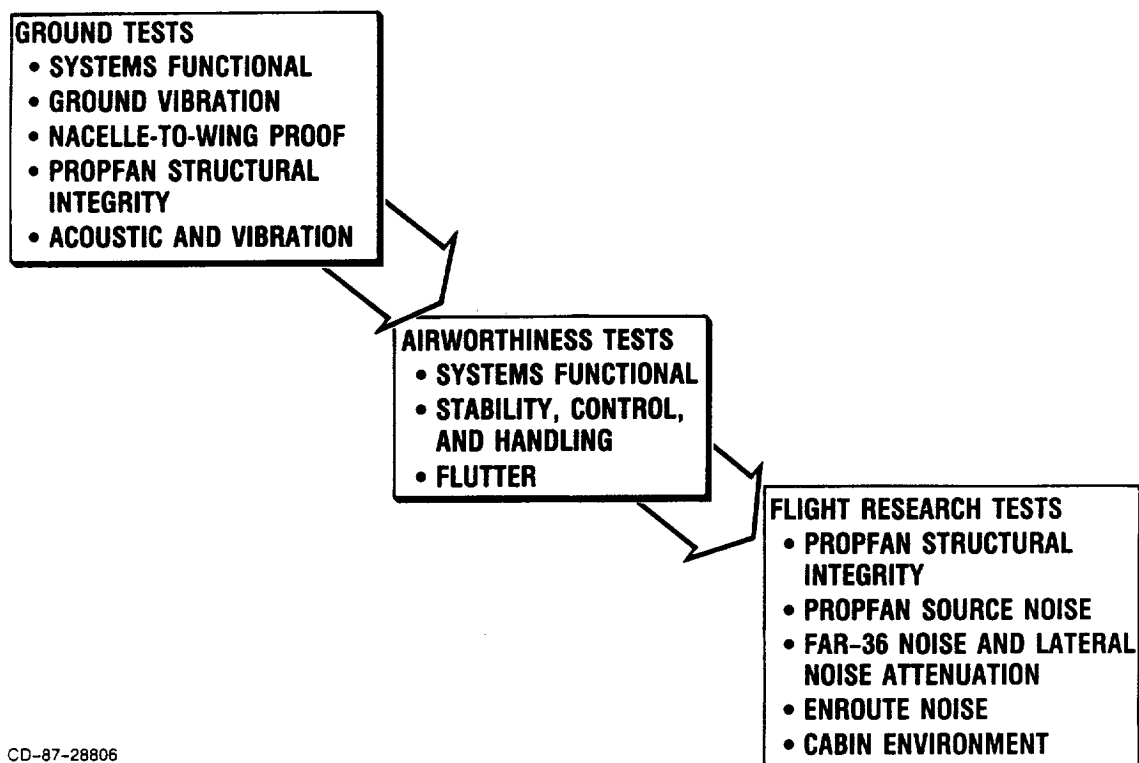 GROUND TESTS
• SYSTEMS FUNCTIONAL
• GROUND VIBRATION
• NACELLE-TO-WING PROOF
• PROPFAN STRUCTURAL
INTEGRITY
• ACOUSTIC AND VIBRATION
AIRWORTHINESS TESTS
• SYSTEMS FUNCTIONAL
• STABILITY, CONTROL,
AND HANDLING
• FLUTTER
FLIGHT RESEARCH TESTS
• PROPFAN STRUCTURAL
INTEGRITY
• PROPFAN SOURCE NOISE
• FAR-36 NOISE AND LATERAL
NOISE ATTENUATION
• ENROUTE NOISE
• CABIN ENVIRONMENT
CD-87-28806